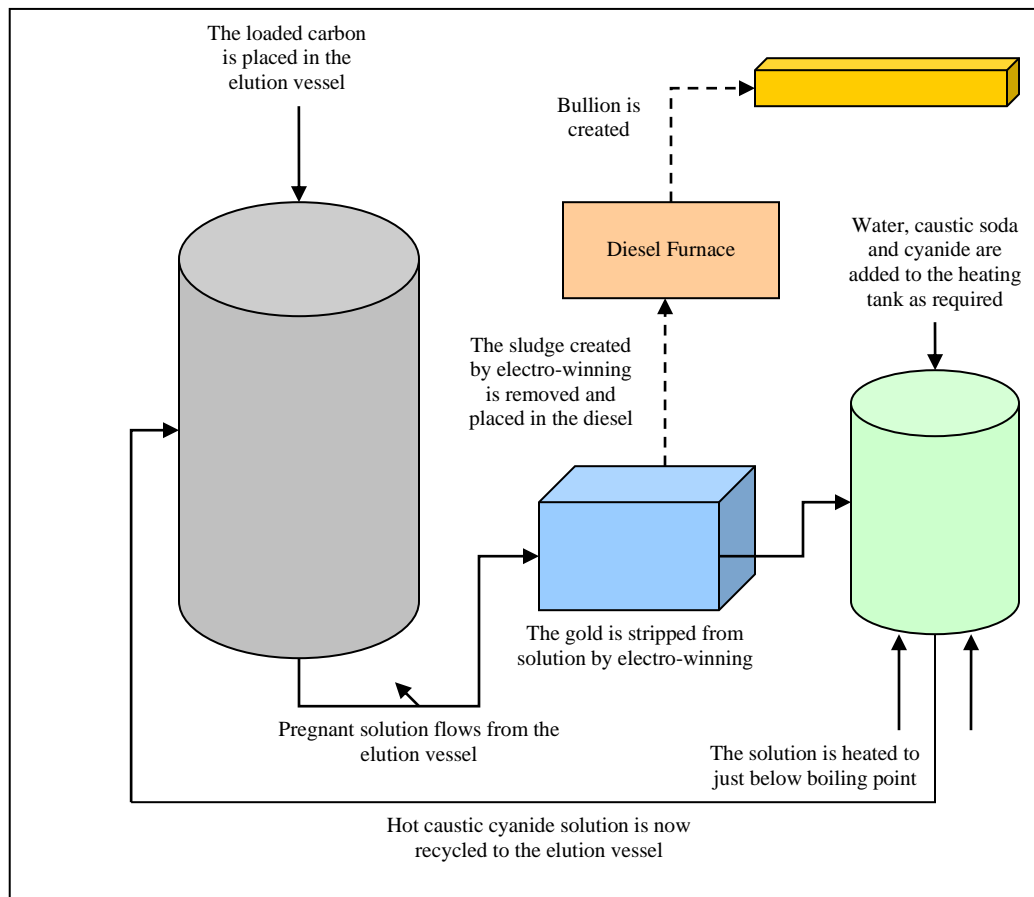 The loaded carbon
is placed in the
elution vessel
Bullion is
created
Diesel Furnace
Water, caustic soda
and cyanide are
added to the heating
tank as required
The sludge created
by electro-winning
is removed and
placed in the diesel
The gold is stripped from
solution by electro-winning
Pregnant solution flows from the
elution vessel
The solution is heated to
just below boiling point
Hot caustic cyanide solution is now
recycled to the elution vessel